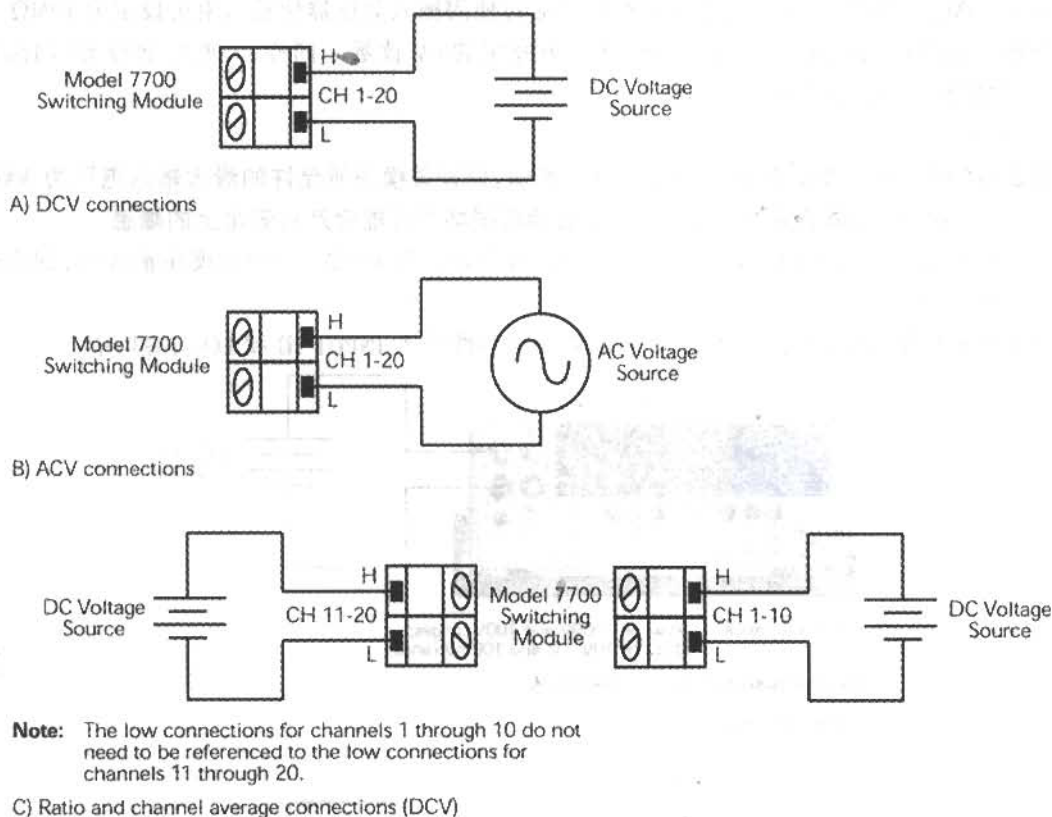 H
Model 7700
Switching Module
CH 1-20
DC Voltage
Source
L
A) DCV connections
H
Model 7700
Switching Module
CH 1-20
AC Voltage
Source
L
B) ACV connections
DC Voltage
Source
H
CH 11-20
L
Model 7700
Switching
Module
H
CH 1-10
L
DC Voltage
Source
Note: The low connections for channels 1 through 10 do not
need to be referenced to the low connections for
channels 11 through 20.
C) Ratio and channel average connections (DCV)